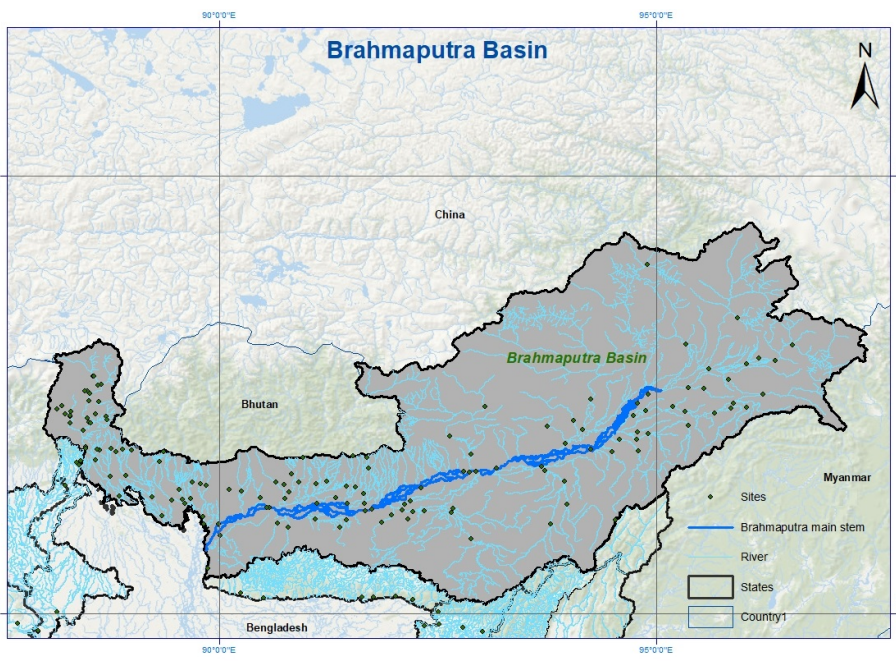 90°0'0"E
95°0'0"E
Brahmaputra Basin
N
China
Brahmaputra Basin
Bhutan
Myanmar
Sites
Brahmaputra main stem
River
States
Country1
Bengladesh
90°0'0"E
95°0'0"E